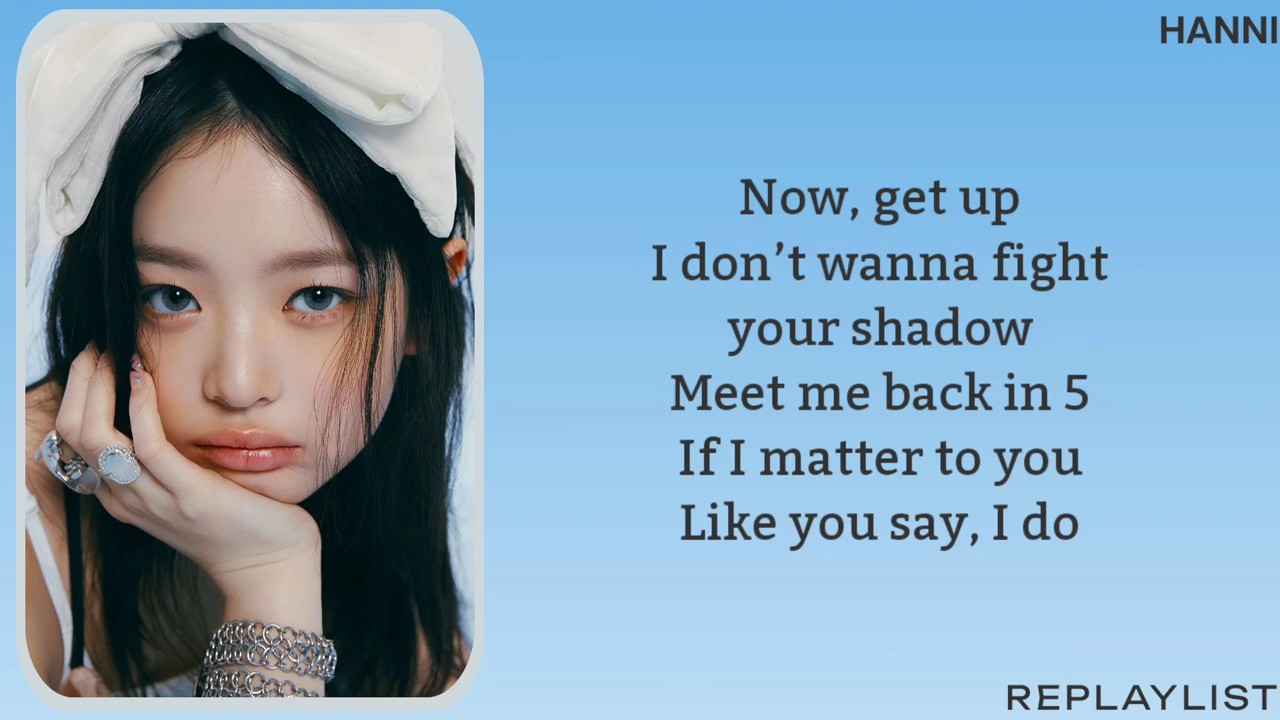 HANNI
Now, get up
I don’t wanna fight
your shadow
Meet me back in 5
If I matter to you
Like you say, I do
REPLAYLIST